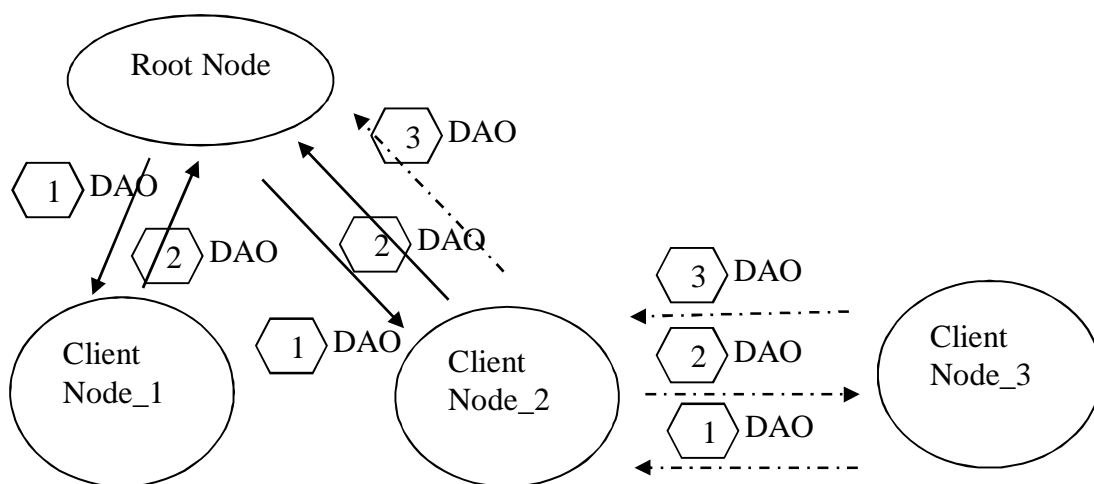 Root Node
3 DAO
1 DAO
2 DAO
2 DAO
1 DAO
3 DAO
2 DAO
1 DAO
Client
Node_1
Client
Node_2
Client
Node_3